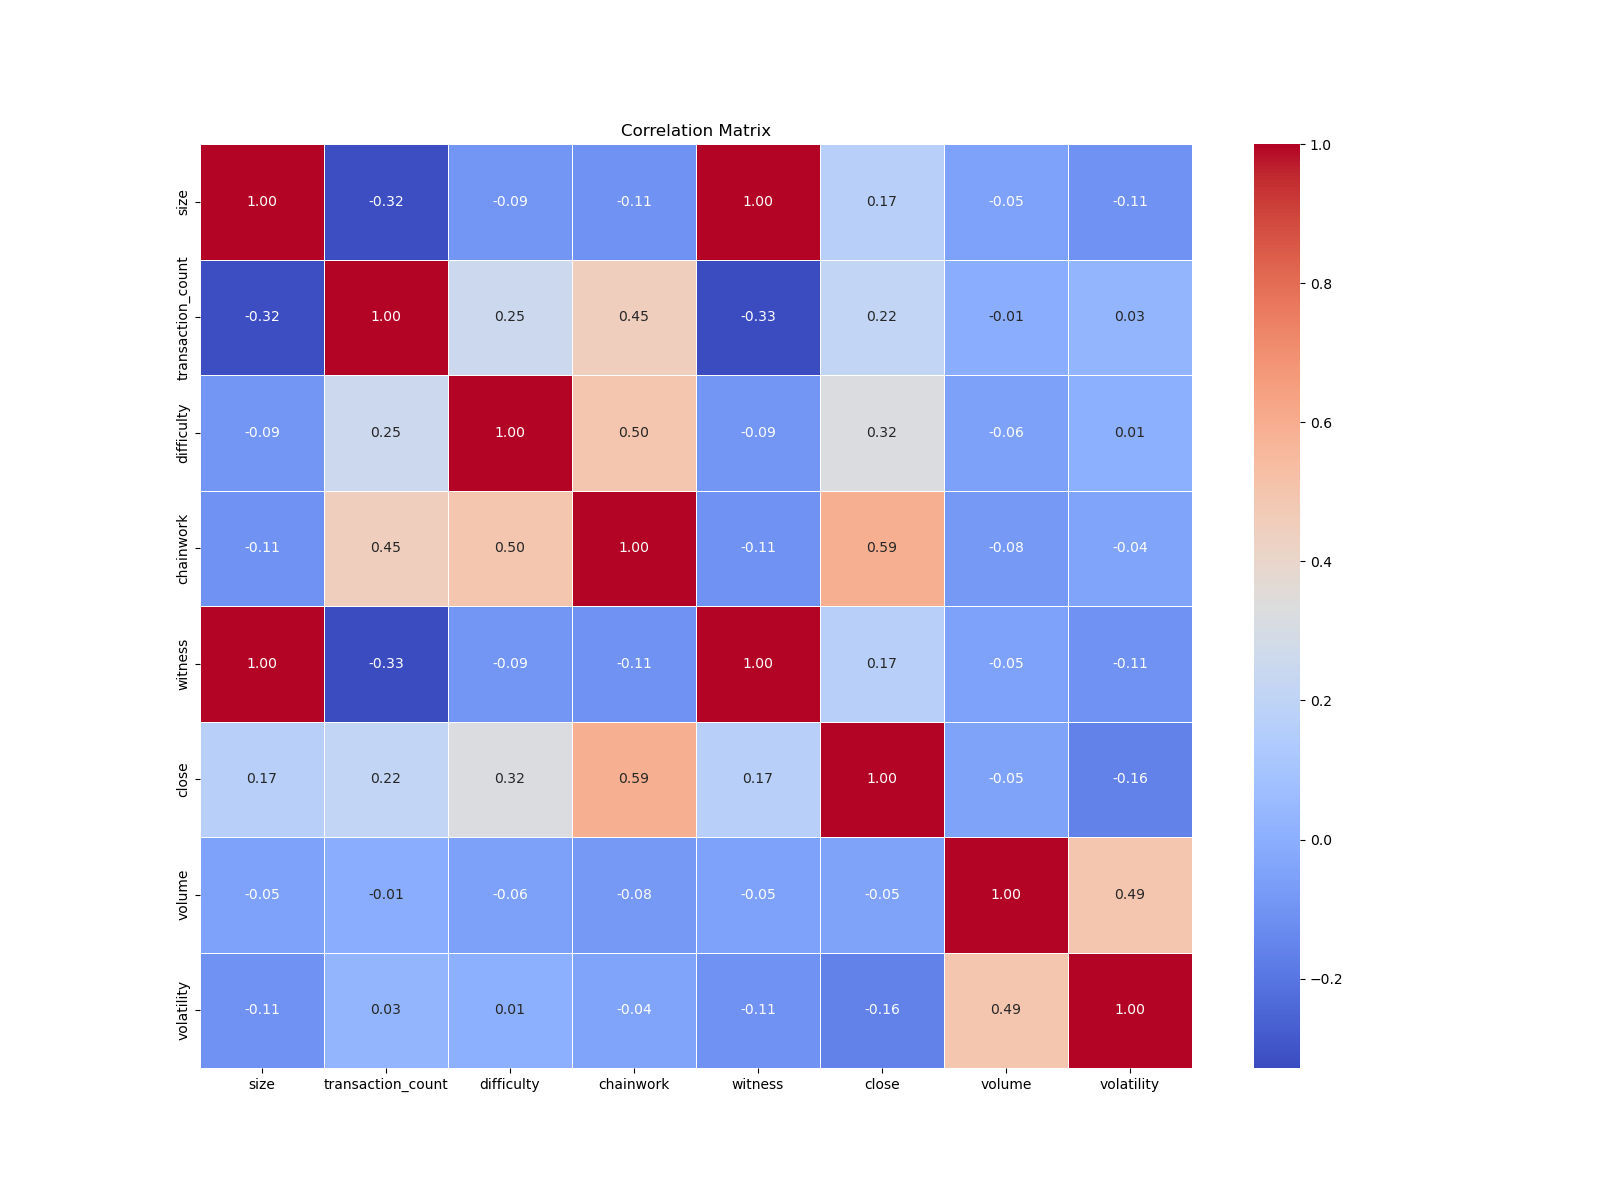 Correlation Matrix
size 1.00 -0.32 -0.09 -0.11 1.00 0.17 -0.05 -0.11
transaction_count -0.32 1.00 0.25 0.45 -0.33 0.22 -0.01 0.03
difficulty -0.09 0.25 1.00 0.50 -0.09 0.32 -0.06 0.01
chainwork -0.11 0.45 0.50 1.00 -0.11 0.59 -0.08 -0.04
witness 1.00 -0.33 -0.09 -0.11 1.00 0.17 -0.05 -0.11
close 0.17 0.22 0.32 0.59 0.17 1.00 -0.05 -0.16
volume -0.05 -0.01 -0.06 -0.08 -0.05 -0.05 1.00 0.49
volatility -0.11 0.03 0.01 -0.04 -0.11 -0.16 0.49 1.00
size transaction_count difficulty chainwork witness close volume volatility
1.0
0.8
0.6
0.4
0.2
0.0
−0.2